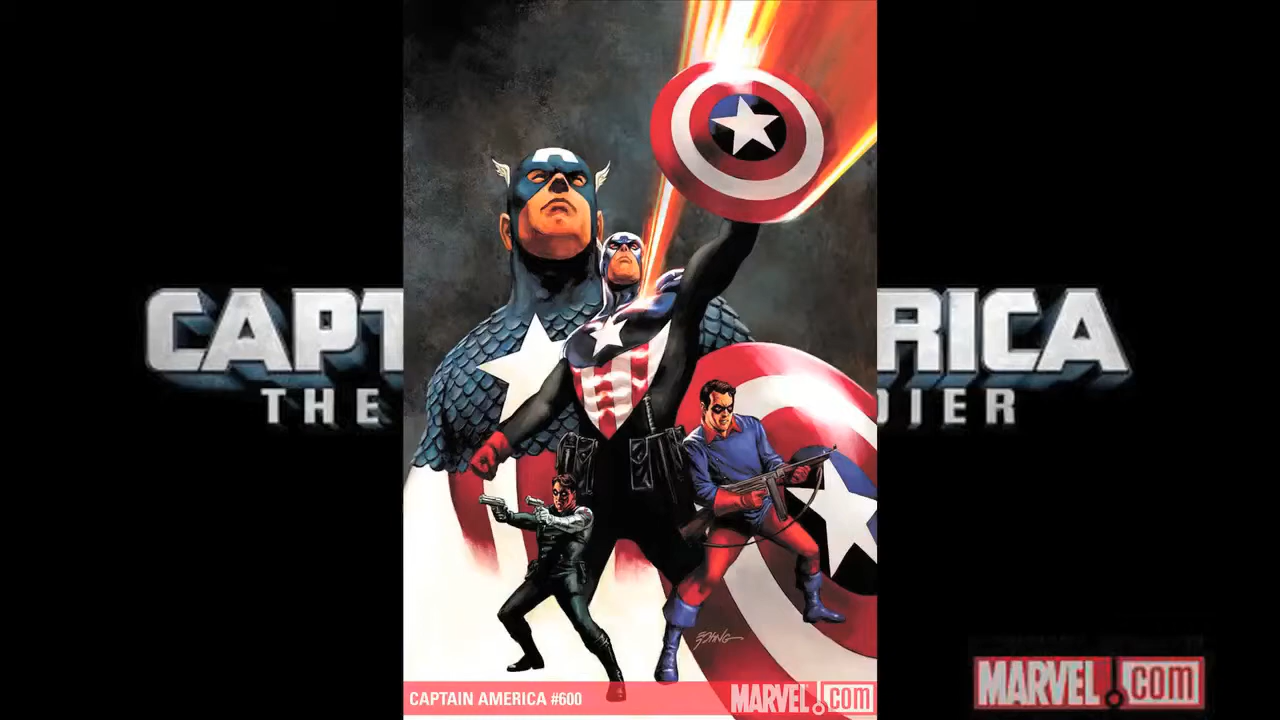 CAPT RICA
THE DIER
CAPTAIN AMERICA #600
MARVEL.COM
MARVEL.COM